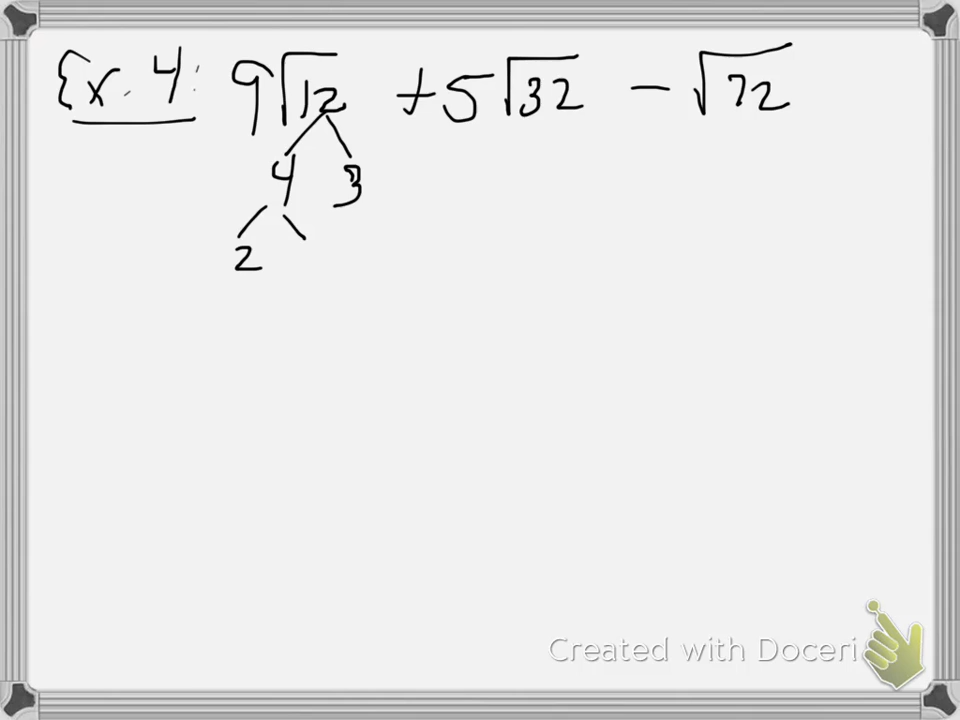 Ex. 4: 9√12 + 5√32 - √72
4 3
2
Created with Doceri